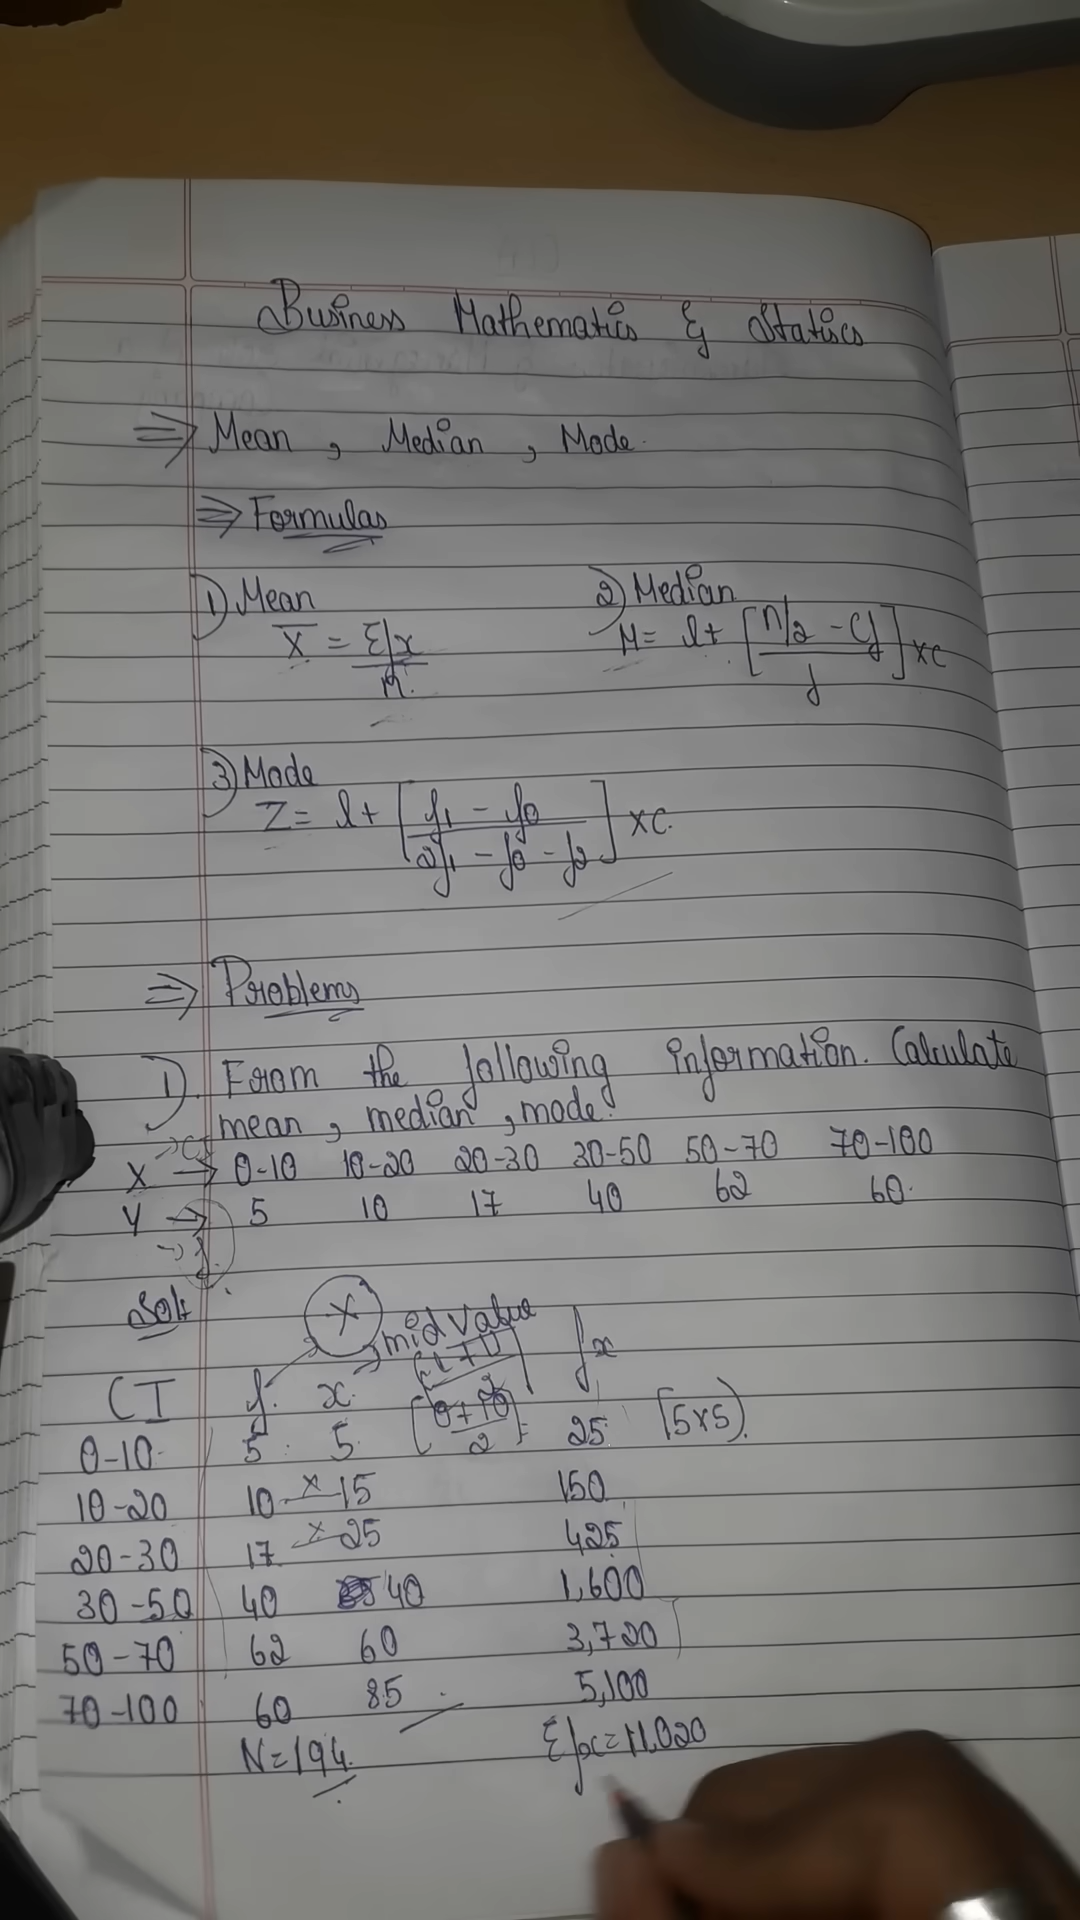 Business Mathematics & Statiscs
⇒ Mean, Median, Mode.
⇒ Formulas
1) Mean
X̄ = Σfx / n.
2) Median
M = l + [n/2 - cf / f] x c
3) Mode
Z = l + [f1 - f0 / 2f1 - f0 - f2] x c.
⇒ Problems
1). From the following information. Calculate
mean, median, mode.
X → 0-10 10-20 20-30 30-50 50-70 70-100
Y → 5 10 17 40 62 60.
→ f.
Sol:
X
→ mid value
CI f. x. fx
0-10 5 5 [0+10 / 2] 25 [5x5).
10-20 10 x 15 150
20-30 17 x 25 425
30-50 40 40 1,600
50-70 62 60 3,720
70-100 60 85 5,100
N=194. Σfx=11,020